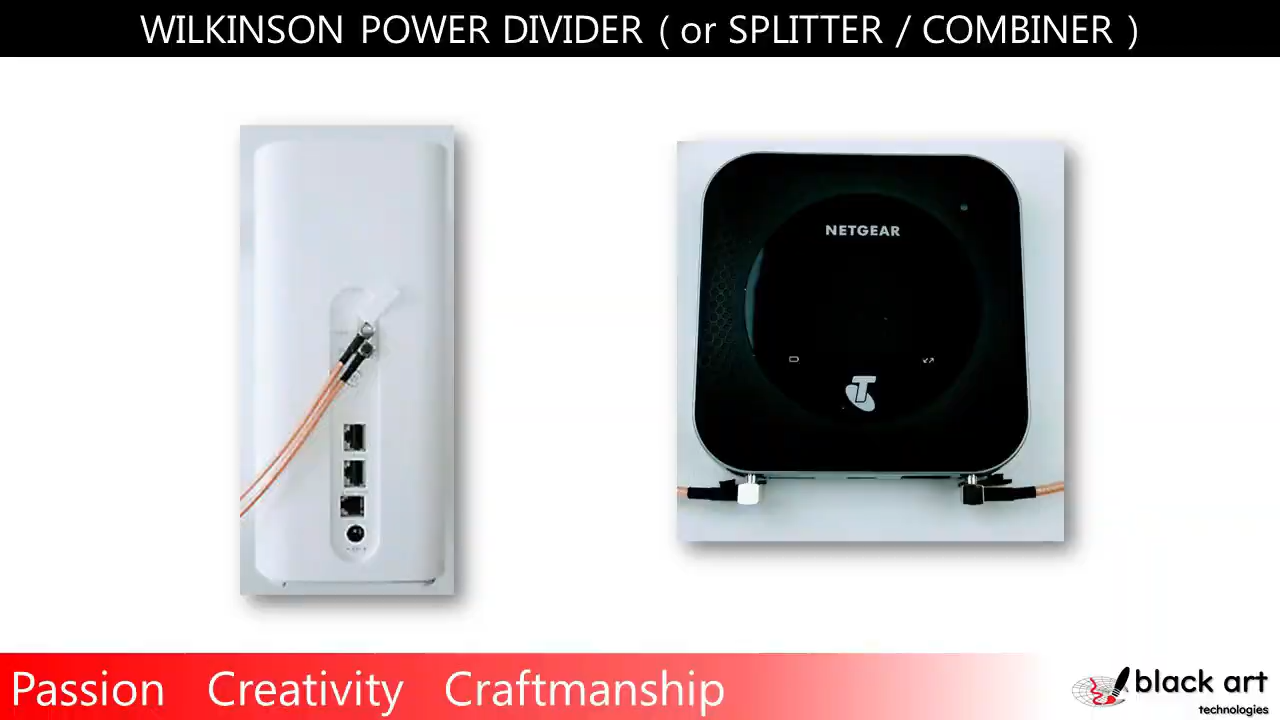 WILKINSON POWER DIVIDER ( or SPLITTER / COMBINER )
NETGEAR
T
Passion Creativity Craftmanship
black art
technologies